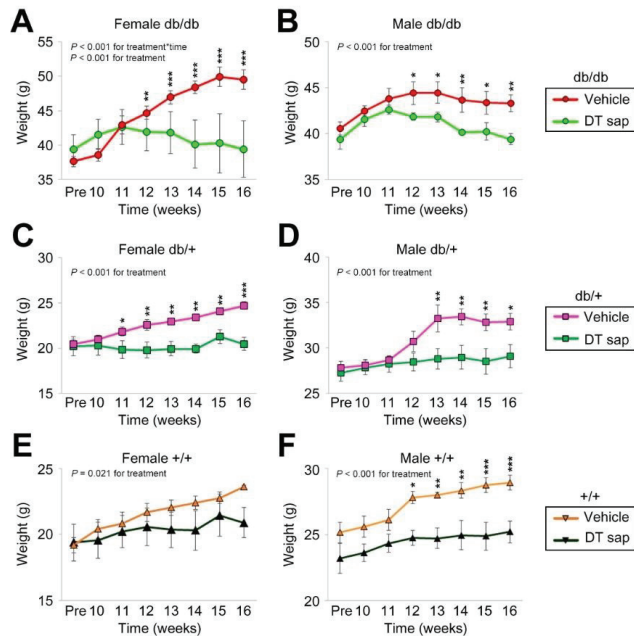 A
Female db/db
P < 0.001 for treatment*time
P < 0.001 for treatment
Weight (g)
55
50
45
40
35
** *** *** *** ***
Pre 10 11 12 13 14 15 16
Time (weeks)
B
Male db/db
P < 0.001 for treatment
Weight (g)
50
45
40
35
* * ** * **
Pre 10 11 12 13 14 15 16
Time (weeks)
db/db
Vehicle
DT sap
C
Female db/+
P < 0.001 for treatment
Weight (g)
30
25
20
15
* ** ** ** ** ***
Pre 10 11 12 13 14 15 16
Time (weeks)
D
Male db/+
P < 0.001 for treatment
Weight (g)
40
35
30
25
** ** ** *
Pre 10 11 12 13 14 15 16
Time (weeks)
db/+
Vehicle
DT sap
E
Female +/+
P = 0.021 for treatment
Weight (g)
25
20
15
Pre 10 11 12 13 14 15 16
Time (weeks)
F
Male +/+
P < 0.001 for treatment
Weight (g)
30
25
20
* ** ** *** ***
Pre 10 11 12 13 14 15 16
Time (weeks)
+/+
Vehicle
DT sap